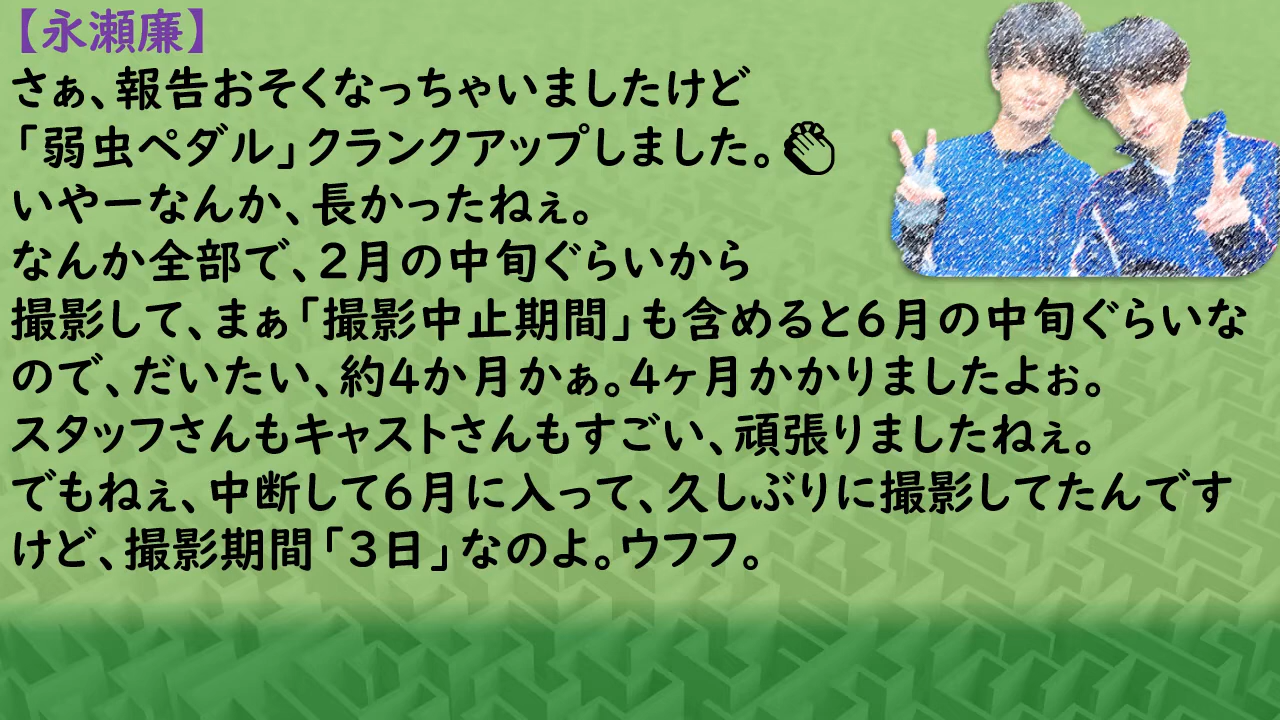 【永瀬廉】
さぁ、報告おそくなっちゃいましたけど
「弱虫ペダル」クランクアップしました。👏
いやーなんか、長かったねぇ。
なんか全部で、2月の中旬ぐらいから
撮影して、まぁ「撮影中止期間」も含めると6月の中旬ぐらいな
ので、だいたい、約4か月かぁ。4ヶ月かかりましたよぉ。
スタッフさんもキャストさんもすごい、頑張りましたねぇ。
でもねぇ、中断して6月に入って、久しぶりに撮影してたんです
けど、撮影期間「3日」なのよ。ウフフ。